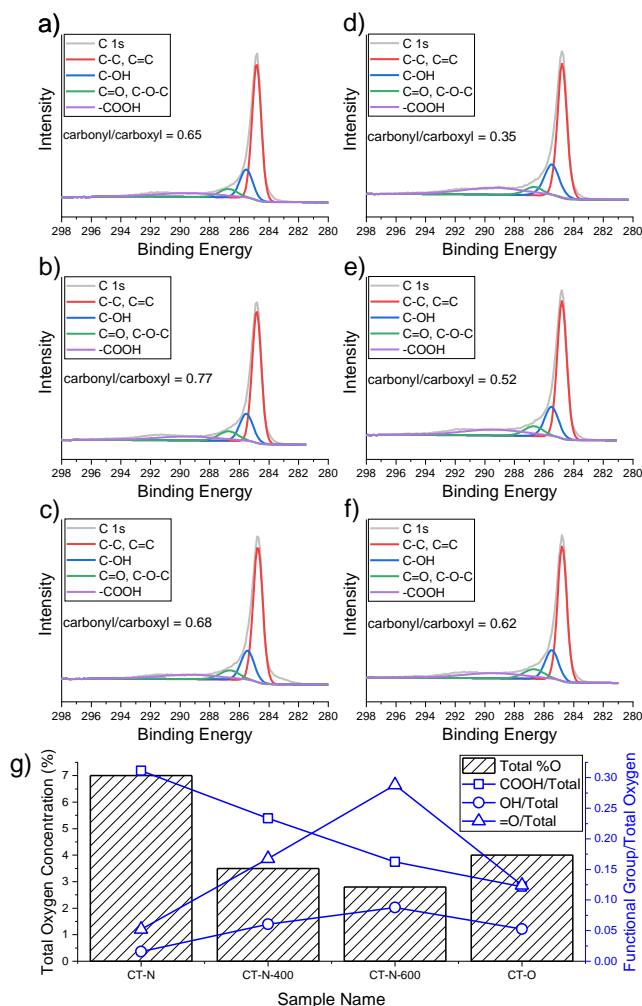 a)
C 1s
C-C, C=C
C-OH
C=O, C-O-C
-COOH
carbonyl/carboxyl = 0.65
Intensity
298 296 294 292 290 288 286 284 282 280
Binding Energy
d)
C 1s
C-C, C=C
C-OH
C=O, C-O-C
-COOH
carbonyl/carboxyl = 0.35
Intensity
298 296 294 292 290 288 286 284 282 280
Binding Energy
b)
C 1s
C-C, C=C
C-OH
C=O, C-O-C
-COOH
carbonyl/carboxyl = 0.77
Intensity
298 296 294 292 290 288 286 284 282 280
Binding Energy
e)
C 1s
C-C, C=C
C-OH
C=O, C-O-C
-COOH
carbonyl/carboxyl = 0.52
Intensity
298 296 294 292 290 288 286 284 282 280
Binding Energy
c)
C 1s
C-C, C=C
C-OH
C=O, C-O-C
-COOH
carbonyl/carboxyl = 0.68
Intensity
298 296 294 292 290 288 286 284 282 280
Binding Energy
f)
C 1s
C-C, C=C
C-OH
C=O, C-O-C
-COOH
carbonyl/carboxyl = 0.62
Intensity
298 296 294 292 290 288 286 284 282 280
Binding Energy
g)
Total Oxygen Concentration (%)
7
6
5
4
3
2
1
0
Total %O
COOH/Total
OH/Total
=O/Total
0.30
0.25
0.20
0.15
0.10
0.05
0.00
Functional Group/Total Oxygen
CT-N CT-N-400 CT-N-600 CT-O
Sample Name